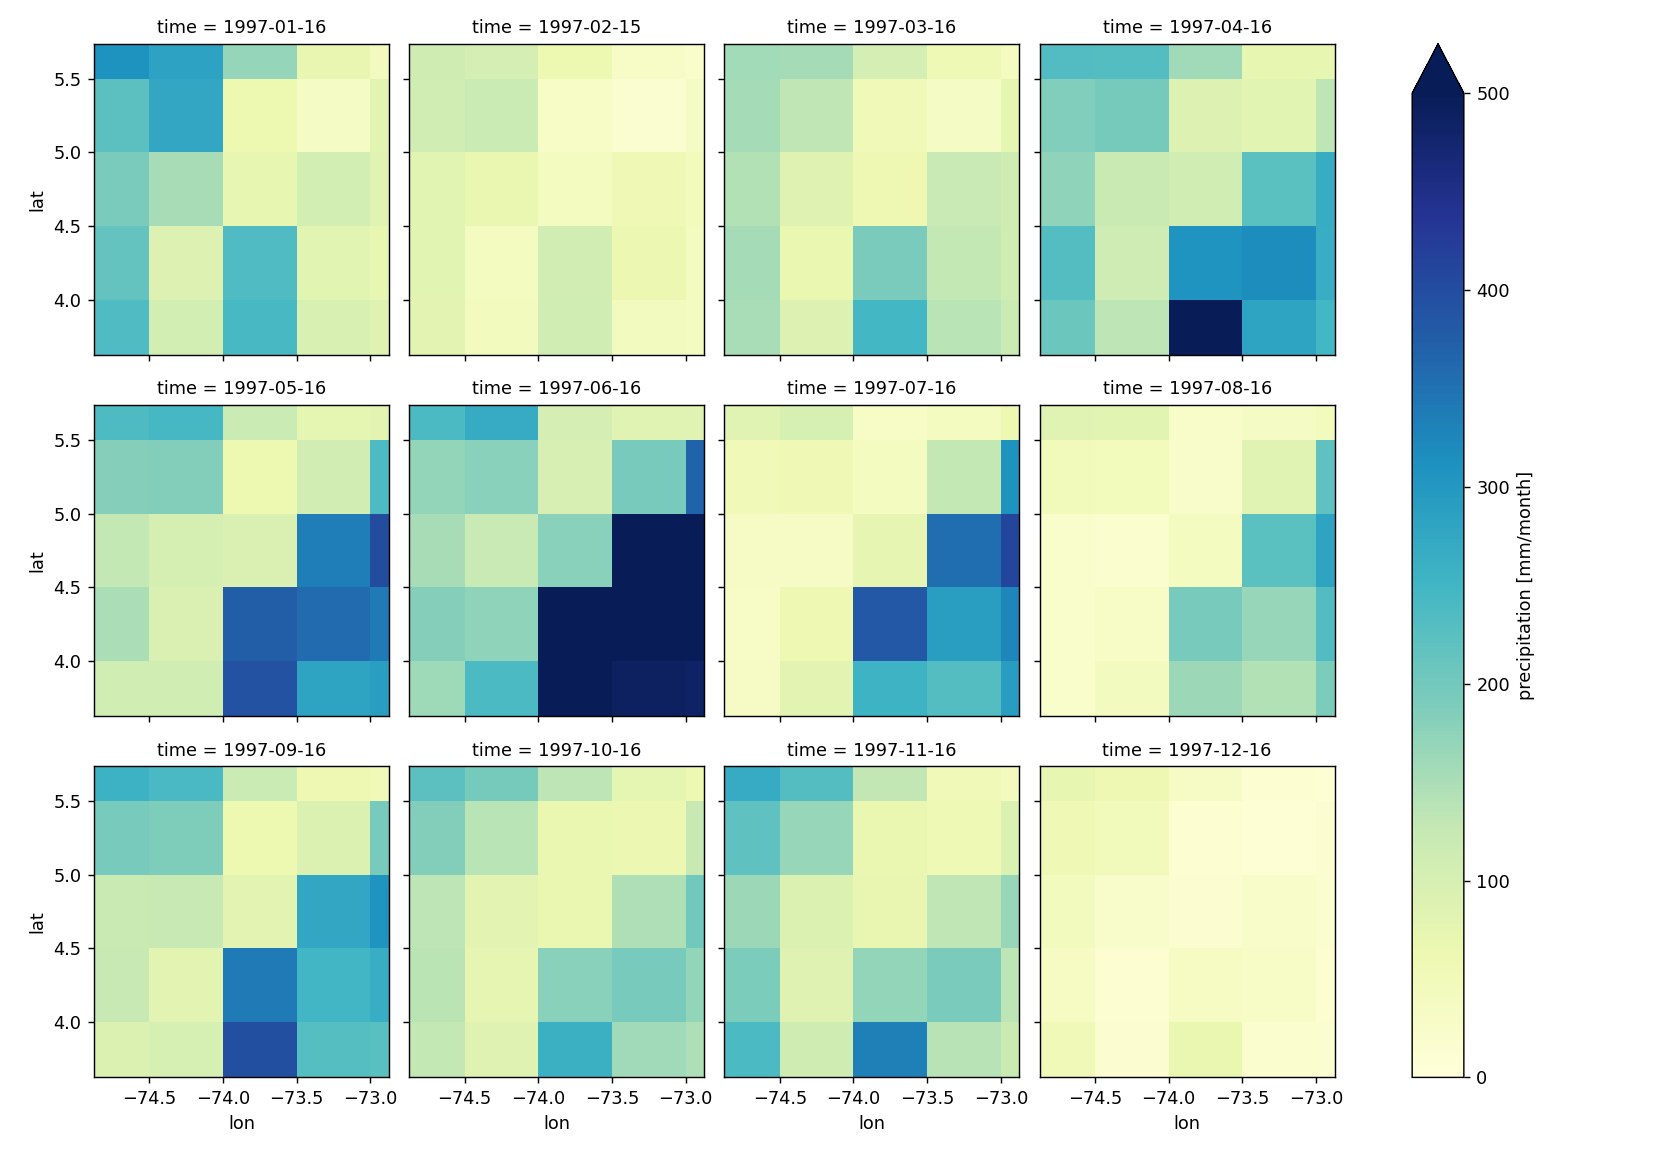 time = 1997-01-16 time = 1997-02-15 time = 1997-03-16 time = 1997-04-16
5.5
5.0
4.5
4.0
lat
time = 1997-05-16 time = 1997-06-16 time = 1997-07-16 time = 1997-08-16
5.5
5.0
4.5
4.0
lat
time = 1997-09-16 time = 1997-10-16 time = 1997-11-16 time = 1997-12-16
5.5
5.0
4.5
4.0
lat
−74.5 −74.0 −73.5 −73.0 −74.5 −74.0 −73.5 −73.0 −74.5 −74.0 −73.5 −73.0 −74.5 −74.0 −73.5 −73.0
lon lon lon lon
500
400
300
200
100
0
precipitation [mm/month]